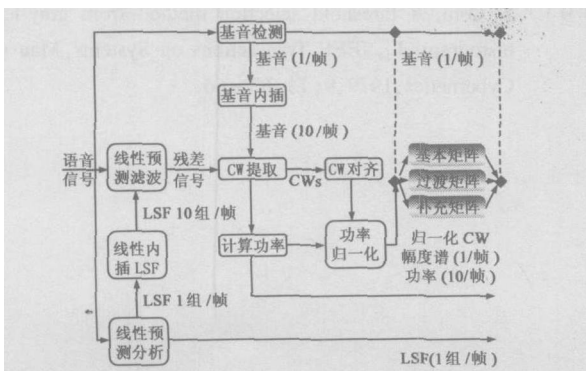 基音检测
基音 (1/帧)
基音 (1/帧)
基音内插
基音 (10/帧)
语音
信号
线性预
测滤波
残差
信号
CW提取
CWs
CW对齐
基本矩阵
过渡矩阵
补充矩阵
LSF 10组/帧
线性内
插LSF
计算功率
功率
归一化
归一化 CW
幅度谱 (1/帧)
功率 (10/帧)
LSF 1组/帧
线性预
测分析
LSF(1组/帧)